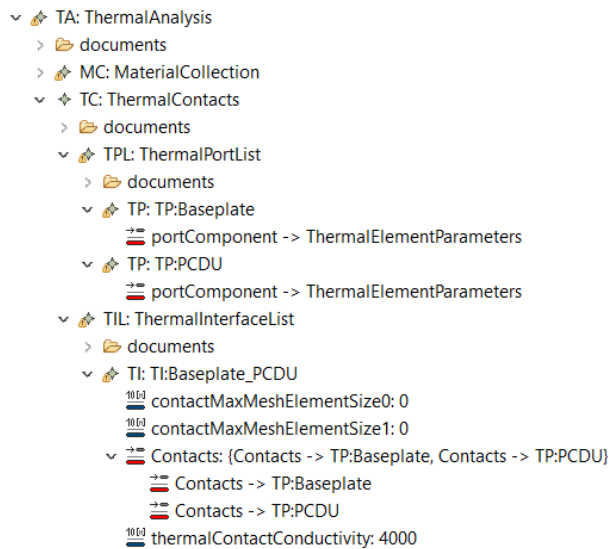 TA: ThermalAnalysis
documents
MC: MaterialCollection
TC: ThermalContacts
documents
TPL: ThermalPortList
documents
TP: TP:Baseplate
portComponent -> ThermalElementParameters
TP: TP:PCDU
portComponent -> ThermalElementParameters
TIL: ThermalInterfaceList
documents
TI: TI:Baseplate_PCDU
contactMaxMeshElementSize0: 0
contactMaxMeshElementSize1: 0
Contacts: {Contacts -> TP:Baseplate, Contacts -> TP:PCDU}
Contacts -> TP:Baseplate
Contacts -> TP:PCDU
thermalContactConductivity: 4000